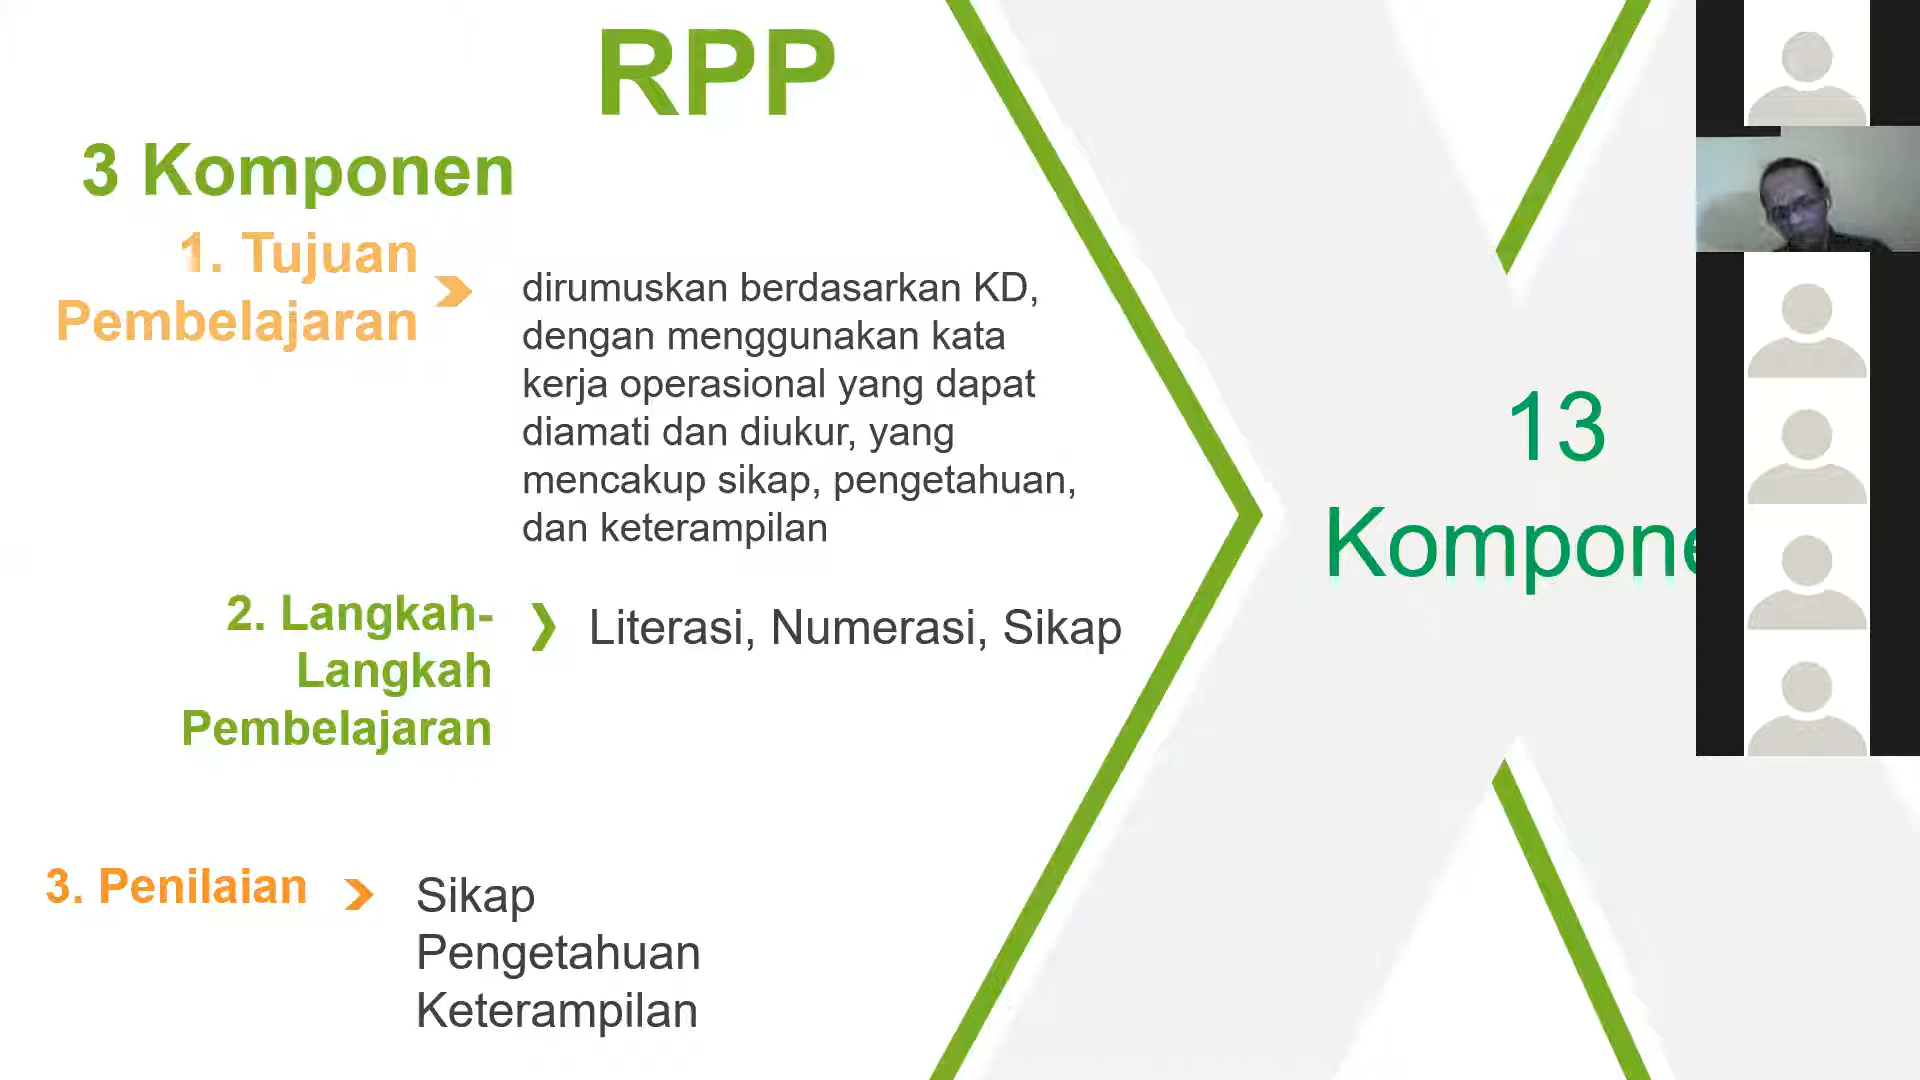 RPP
3 Komponen
1. Tujuan
Pembelajaran
dirumuskan berdasarkan KD,
dengan menggunakan kata
kerja operasional yang dapat
diamati dan diukur, yang
mencakup sikap, pengetahuan,
dan keterampilan
2. Langkah-
Langkah
Pembelajaran
Literasi, Numerasi, Sikap
3. Penilaian
Sikap
Pengetahuan
Keterampilan
13